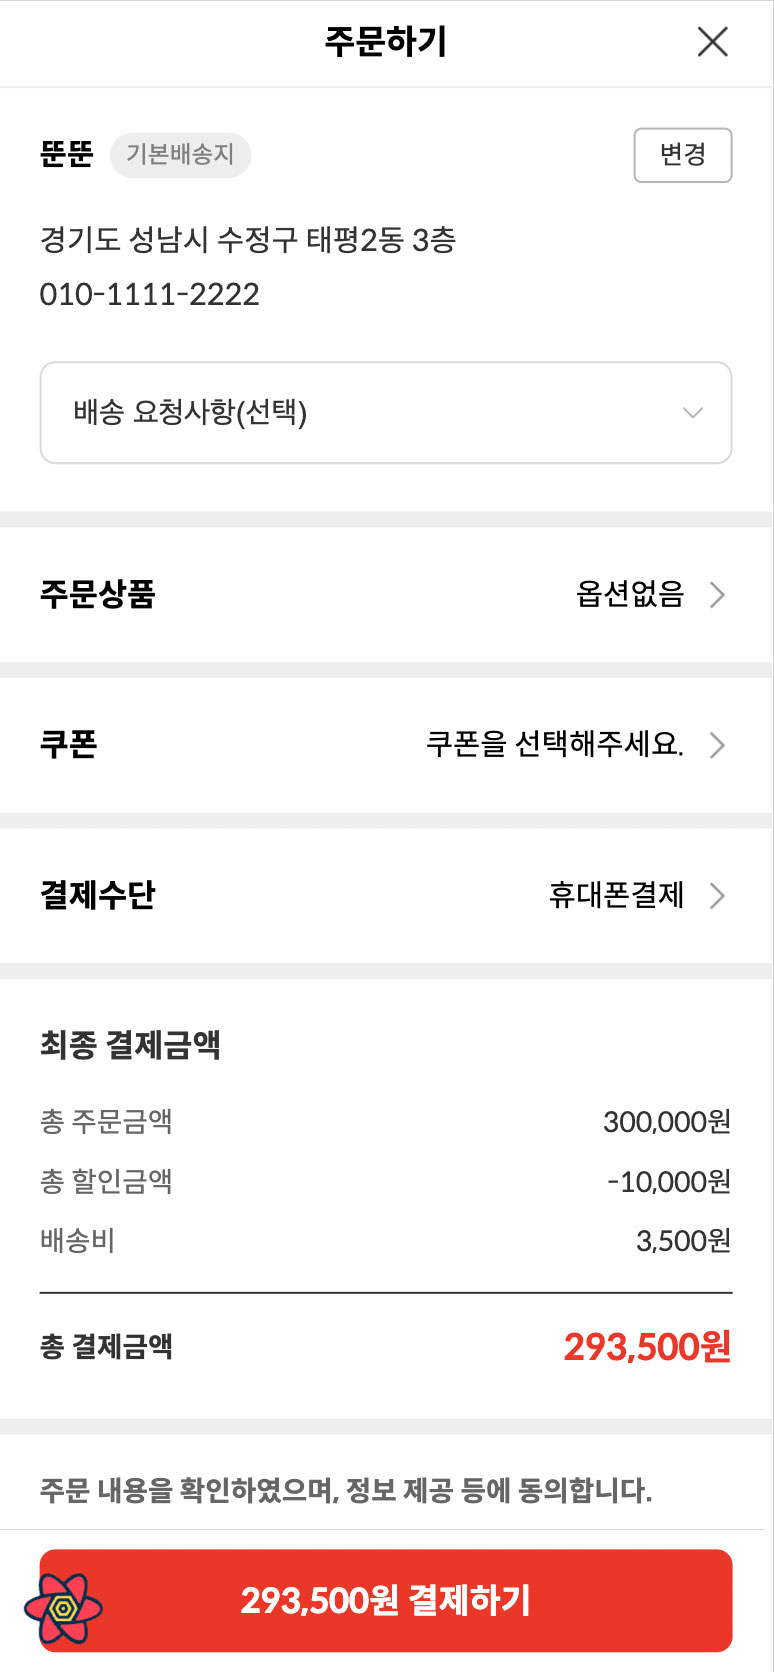 주문하기
뚠뚠 기본배송지 변경
경기도 성남시 수정구 태평2동 3층
010-1111-2222
배송 요청사항(선택)
주문상품 옵션없음
쿠폰 쿠폰을 선택해주세요.
결제수단 휴대폰결제
최종 결제금액
총 주문금액 300,000원
총 할인금액 -10,000원
배송비 3,500원
총 결제금액 293,500원
주문 내용을 확인하였으며, 정보 제공 등에 동의합니다.
293,500원 결제하기